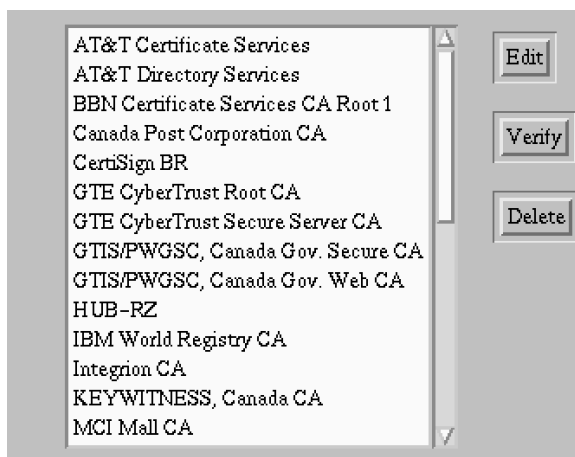 AT&T Certificate Services
AT&T Directory Services
BBN Certificate Services CA Root 1
Canada Post Corporation CA
CertiSign BR
GTE CyberTrust Root CA
GTE CyberTrust Secure Server CA
GTIS/PWGSC, Canada Gov. Secure CA
GTIS/PWGSC, Canada Gov. Web CA
HUB-RZ
IBM World Registry CA
Integrion CA
KEYWITNESS, Canada CA
MCI Mall CA
Edit
Verify
Delete